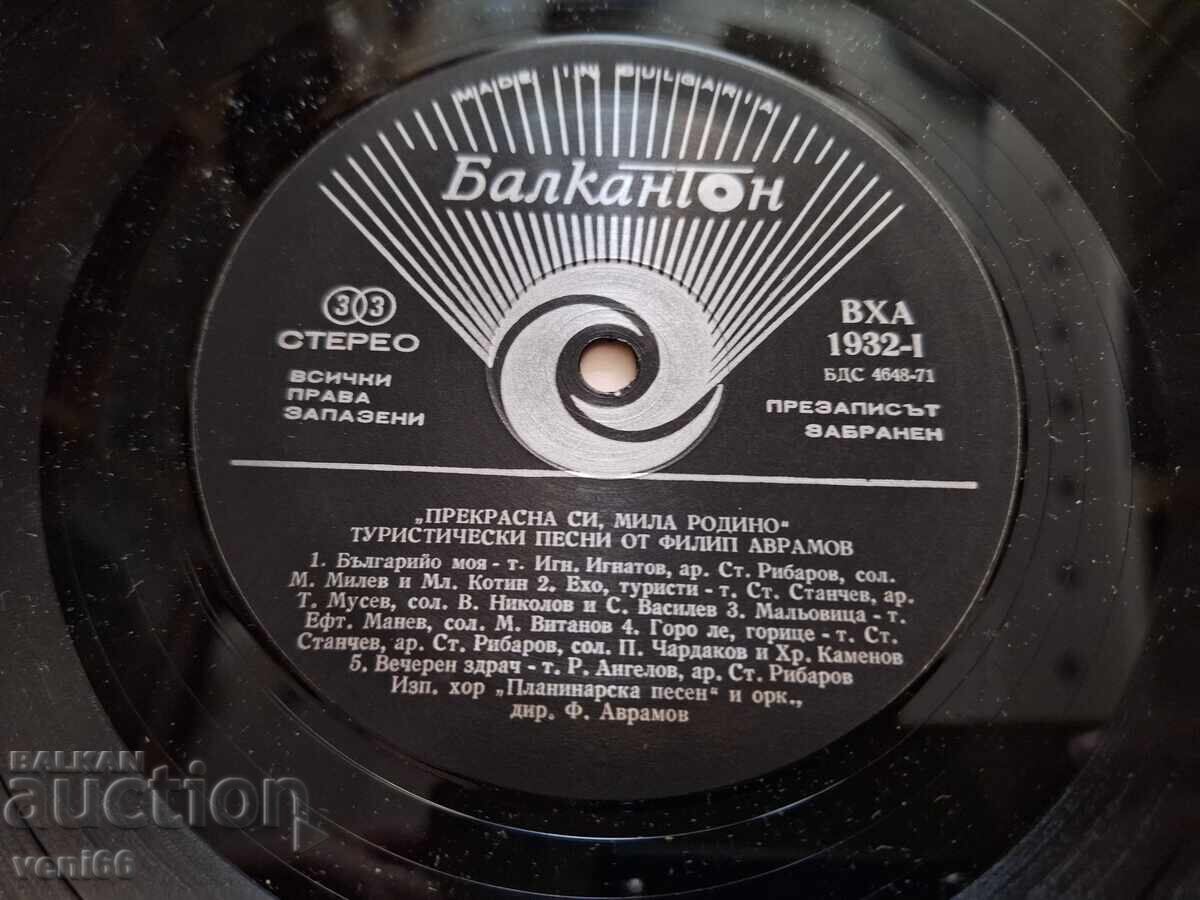 MADE IN BULGARIA
Балкантон
33
СТЕРЕО
ВСИЧКИ
ПРАВА
ЗАПАЗЕНИ
ВХА
1932-I
БДС 4648-71
ПРЕЗАПИСЪТ
ЗАБРАНЕН
„ПРЕКРАСНА СИ, МИЛА РОДИНО“
ТУРИСТИЧЕСКИ ПЕСНИ ОТ ФИЛИП АВРАМОВ
1. Българийо моя - т. Игн. Игнатов, ар. Ст. Рибаров, сол.
М. Милев и Мл. Котин 2. Ехо, туристи - т. Ст. Станчев, ар.
Т. Мусев, сол. В. Николов и С. Василев 3. Мальовица - т.
Ефт. Манев, сол. М. Витанов 4. Горо ле, горице - т. Ст.
Станчев, ар. Ст. Рибаров, сол. П. Чардаков и Хр. Каменов
5. Вечерен здрач - т. Р. Ангелов, ар. Ст. Рибаров
Изп. хор „Планинарска песен“ и орк.,
дир. Ф. Аврамов
BALKAN
auction
veni66